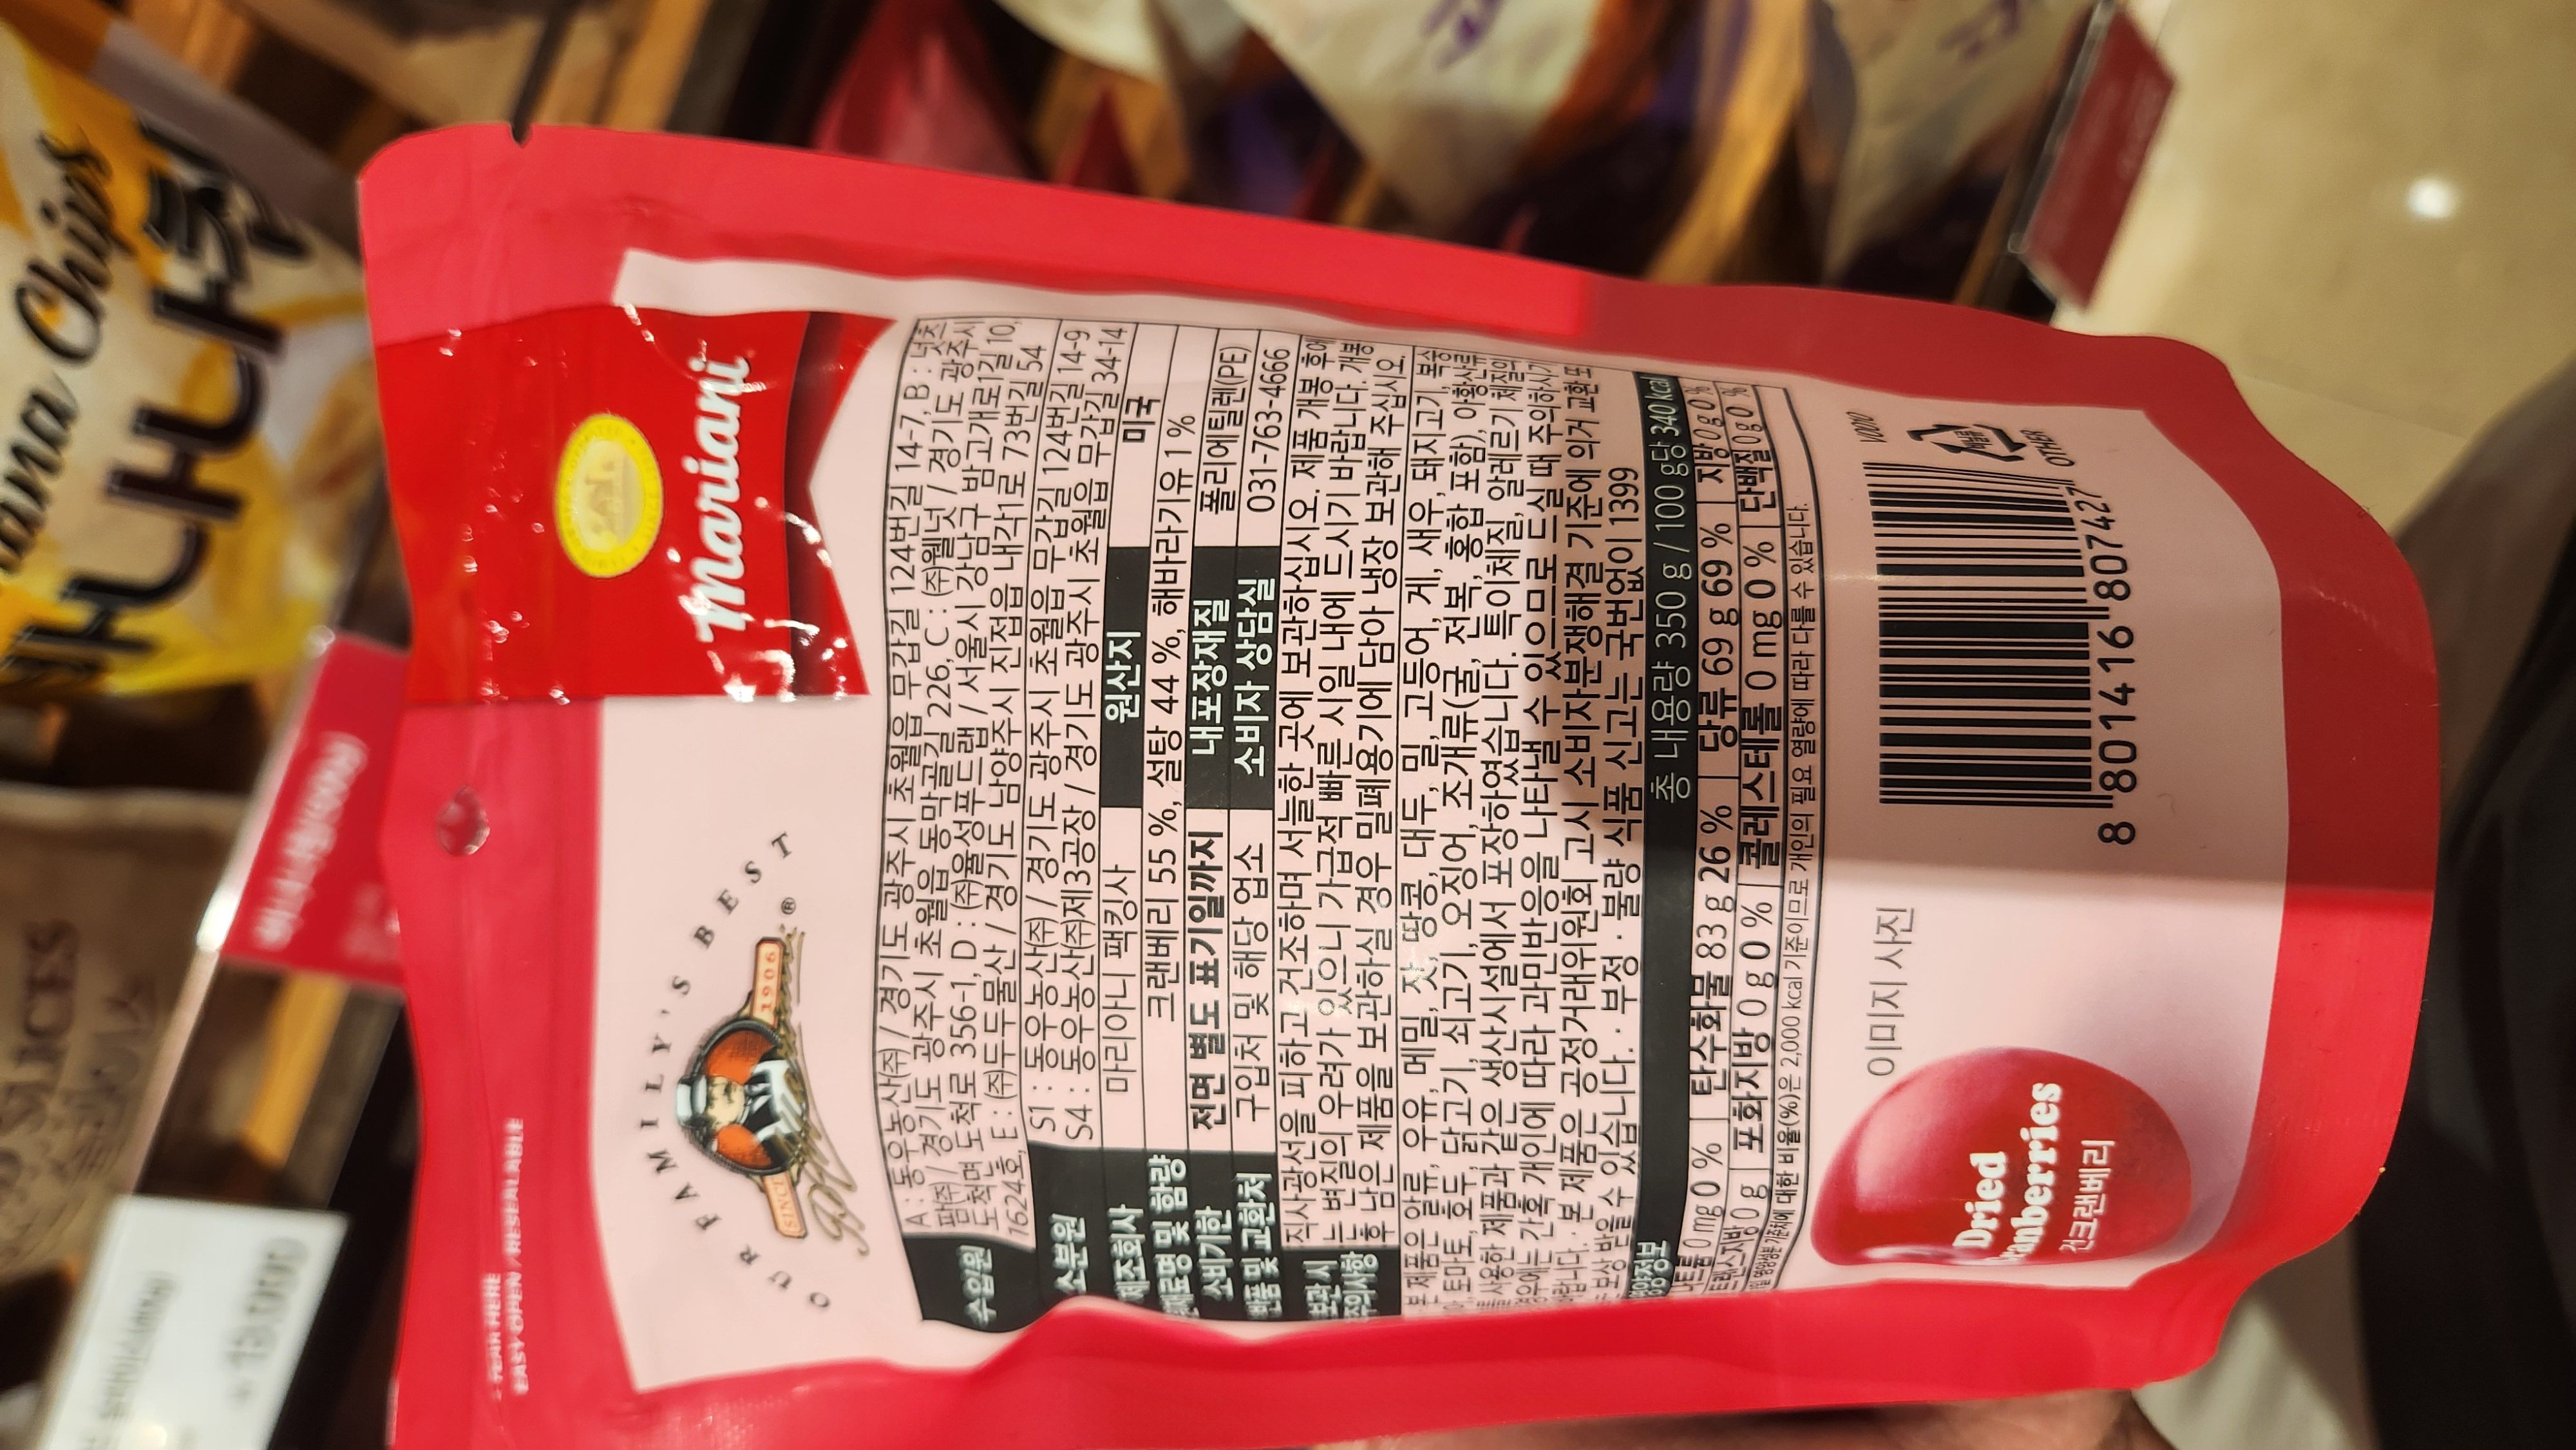 SLICES
슬라이스
13,000
ana Chips
바나나칩
TEAR HERE
EASY OPEN / RESEALABLE
OUR FAMILY'S BEST
SINCE 1906
®
Mariani
수입원
A : 동우농산㈜ / 경기도 광주시 초월읍 무갑길 124번길 14-7, B : 넛츠
팜㈜ / 경기도 광주시 초월읍 동막골길 226, C : ㈜웰넛 / 경기도 광주시
도척면 도척로 356-1, D : ㈜율성푸드랩 / 서울시 강남구 밤고개로1길 10,
1624호, E : ㈜두두물산 / 경기도 남양주시 진접읍 내각1로 73번길 54
소분원
S1 : 동우농산㈜ / 경기도 광주시 초월읍 무갑길 124번길 14-9
S4 : 동우농산㈜제3공장 / 경기도 광주시 초월읍 무갑길 34-14
제조회사 마리아니 팩킹사 원산지 미국
원재료명 및 함량 크랜베리 55 %, 설탕 44 %, 해바라기유 1 %
소비기한 전면 별도 표기일까지 내포장재질 폴리에틸렌(PE)
반품 및 교환처 구입처 및 해당 업소 소비자 상담실 031-763-4666
보관 시
주의사항
직사광선을 피하고 건조하며 서늘한 곳에 보관하십시오. 제품 개봉 후에
는 변질의 우려가 있으니 가급적 빠른 시일 내에 드시기 바랍니다. 개봉
후 남은 제품을 보관하실 경우 밀폐용기에 담아 냉장 보관해 주십시오.
· 본 제품은 알류, 우유, 메밀, 잣, 땅콩, 대두, 밀, 고등어, 게, 새우, 돼지고기, 복숭
아, 토마토, 호두, 닭고기, 쇠고기, 오징어, 조개류(굴, 전복, 홍합 포함), 아황산류
를 사용한 제품과 같은 생산시설에서 포장하였습니다. 특이체질, 알레르기 체질의
경우에는 간혹 개인에 따라 과민반응을 나타낼 수 있으므로 드실 때 주의하시기
바랍니다. · 본 제품은 공정거래위원회 고시 소비자분쟁해결 기준에 의거 교환 또
는 보상 받을 수 있습니다. · 부정 · 불량 식품 신고는 국번없이 1399
영양정보 총 내용량 350 g / 100 g당 340 kcal
나트륨 0 mg 0 % 탄수화물 83 g 26 % 당류 69 g 69 % 지방 0 g 0 %
트랜스지방 0 g 포화지방 0 g 0 % 콜레스테롤 0 mg 0 % 단백질 0 g 0 %
1일 영양성분 기준치에 대한 비율(%)은 2,000 kcal 기준이므로 개인의 필요 열량에 따라 다를 수 있습니다.
이미지 사진
Dried
Cranberries
건크랜베리
V0010
비닐류
OTHER
8 801416 807427